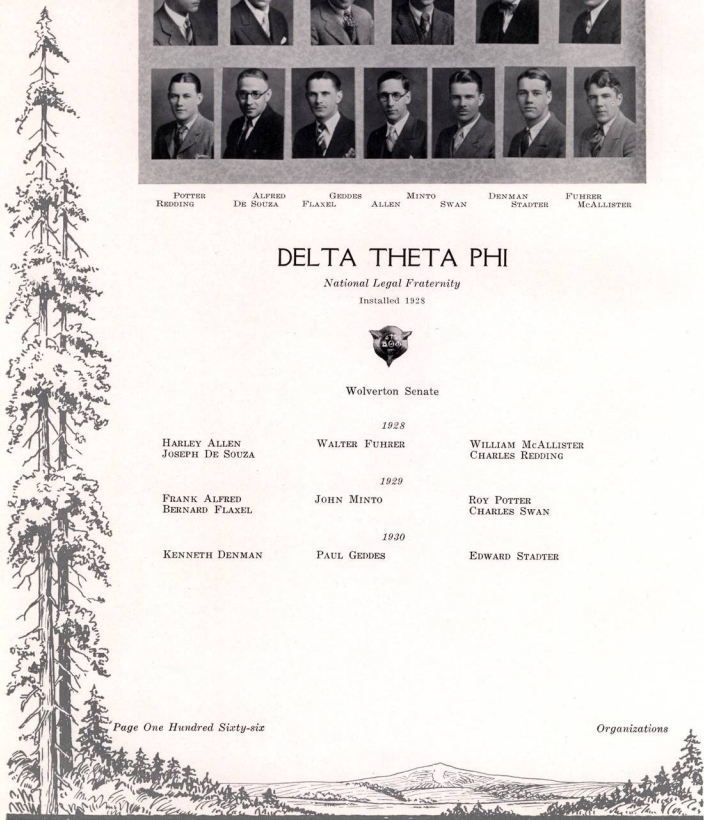 POTTER ALFRED GEDDES MINTO DENMAN FUHRER
REDDING DE SOUZA FLAXEL ALLEN SWAN STADTER MCALLISTER
DELTA THETA PHI
National Legal Fraternity
Installed 1928
ΔΘΦ
Wolverton Senate
1928
HARLEY ALLEN WALTER FUHRER WILLIAM MCALLISTER
JOSEPH DE SOUZA CHARLES REDDING
1929
FRANK ALFRED JOHN MINTO ROY POTTER
BERNARD FLAXEL CHARLES SWAN
1930
KENNETH DENMAN PAUL GEDDES EDWARD STADTER
Page One Hundred Sixty-six Organizations